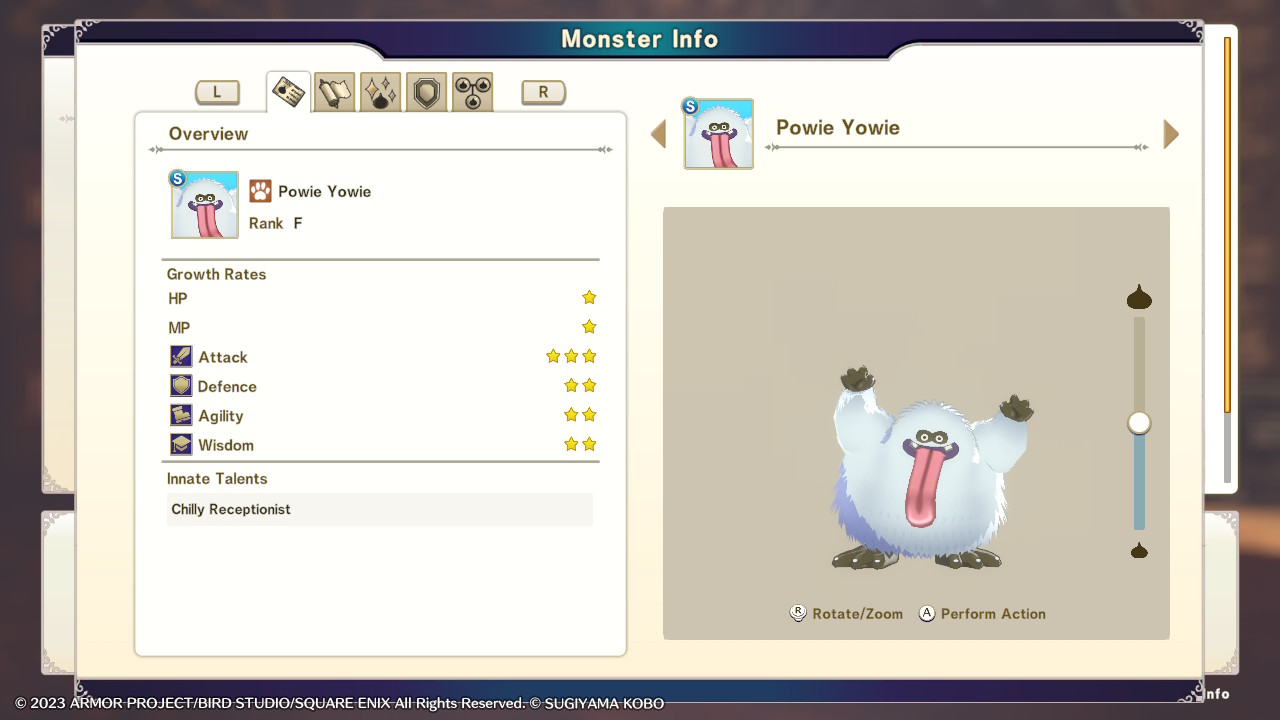 Monster Info
L
R
Overview
S
Powie Yowie
Rank F
Growth Rates
HP
MP
Attack
Defence
Agility
Wisdom
Innate Talents
Chilly Receptionist
S
Powie Yowie
R Rotate/Zoom A Perform Action
nfo
© 2023 ARMOR PROJECT/BIRD STUDIO/SQUARE ENIX All Rights Reserved. © SUGIYAMA KOBO